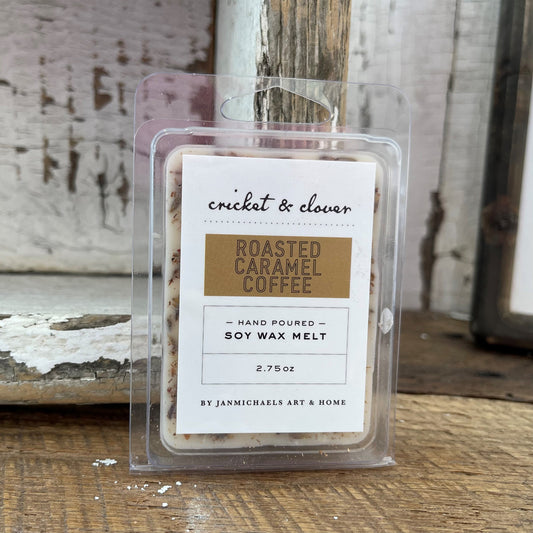 cricket & clover
ROASTED
CARAMEL
COFFEE
— HAND POURED —
SOY WAX MELT
2.75oz
BY JANMICHAELS ART & HOME